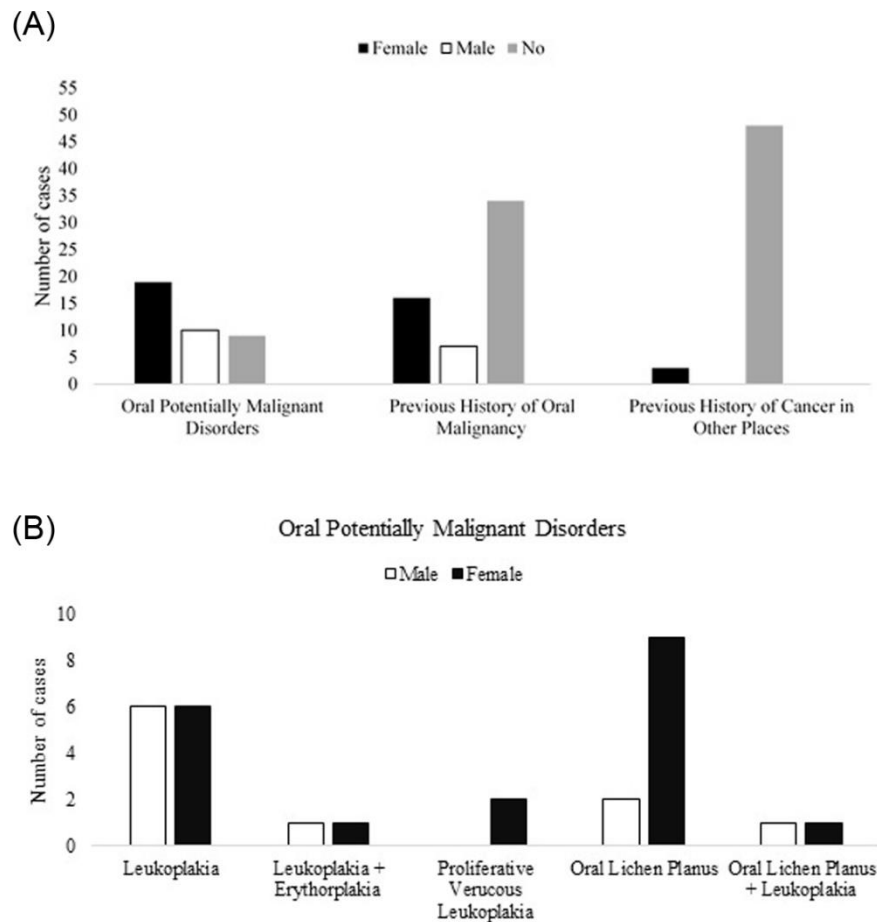 (A)
Female Male No
Number of cases
55
50
45
40
35
30
25
20
15
10
5
0
Oral Potentially Malignant
Disorders
Previous History of Oral
Malignancy
Previous History of Cancer in
Other Places
(B)
Oral Potentially Malignant Disorders
Male Female
Number of cases
10
8
6
4
2
0
Leukoplakia
Leukoplakia +
Erythorplakia
Proliferative
Verucous
Leukoplakia
Oral Lichen Planus
Oral Lichen Planus
+ Leukoplakia